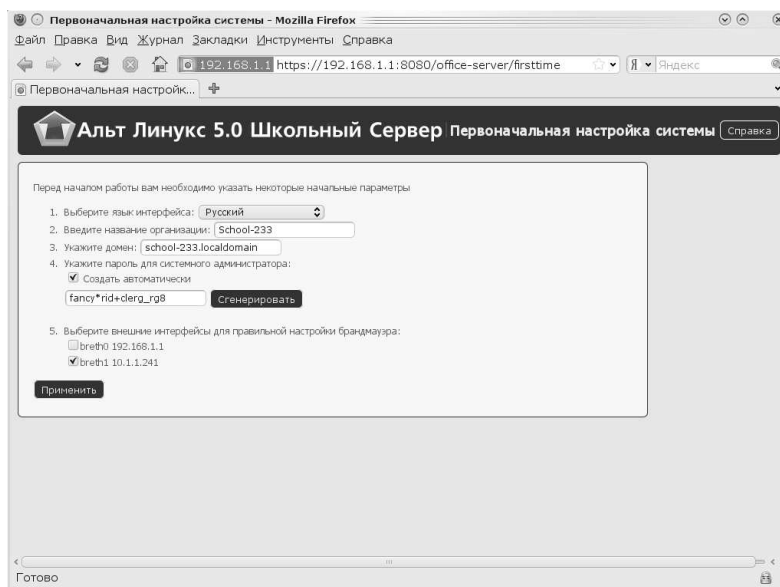 Первоначальная настройка системы - Mozilla Firefox
Файл Правка Вид Журнал Закладки Инструменты Справка
192.168.1.1 https://192.168.1.1:8080/office-server/firsttime Я Яндекс
Первоначальная настройк...
Альт Линукс 5.0 Школьный Сервер Первоначальная настройка системы Справка
Перед началом работы вам необходимо указать некоторые начальные параметры
1. Выберите язык интерфейса: Русский
2. Введите название организации: School-233
3. Укажите домен: school-233.localdomain
4. Укажите пароль для системного администратора:
Создать автоматически
fancy*rid+clerg_rg8 Сгенерировать
5. Выберите внешние интерфейсы для правильной настройки брандмауэра:
breth0 192.168.1.1
breth1 10.1.1.241
Применить
Готово